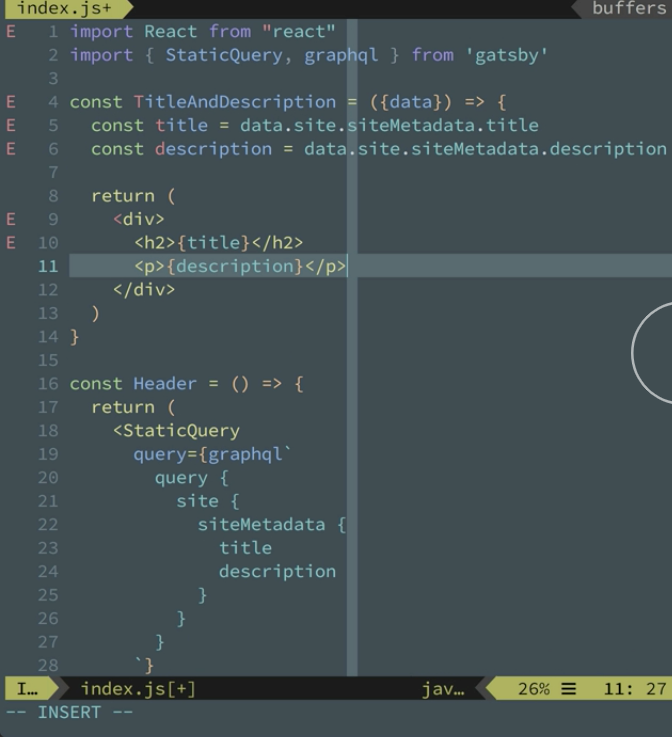 index.js+ buffers
E 1 import React from "react"
2 import { StaticQuery, graphql } from 'gatsby'
3
E 4 const TitleAndDescription = ({data}) => {
E 5   const title = data.site.siteMetadata.title
E 6   const description = data.site.siteMetadata.description
7
8   return (
E 9     <div>
E 10       <h2>{title}</h2>
11       <p>{description}</p>
12     </div>
13   )
14 }
15
16 const Header = () => {
17   return (
18     <StaticQuery
19       query={graphql`
20         query {
21           site {
22             siteMetadata {
23               title
24               description
25             }
26           }
27         }
28       `}
I… index.js[+] jav… 26% ☰ 11: 27
-- INSERT --